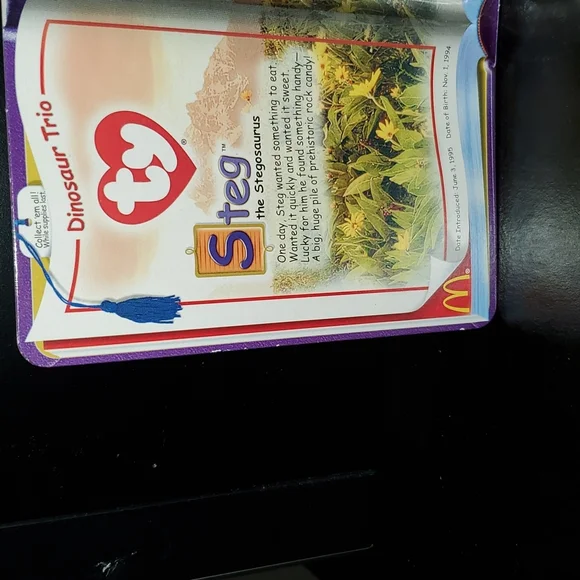 Collect 'em all!
While supplies last.
Dinosaur Trio
ty®
Steg™
the Stegosaurus
One day Steg wanted something to eat,
Wanted it quickly and wanted it sweet.
Lucky for him he found something handy—
A big, huge pile of prehistoric rock candy!
Date Introduced: June 3, 1995 Date of Birth: Nov. 1, 1994